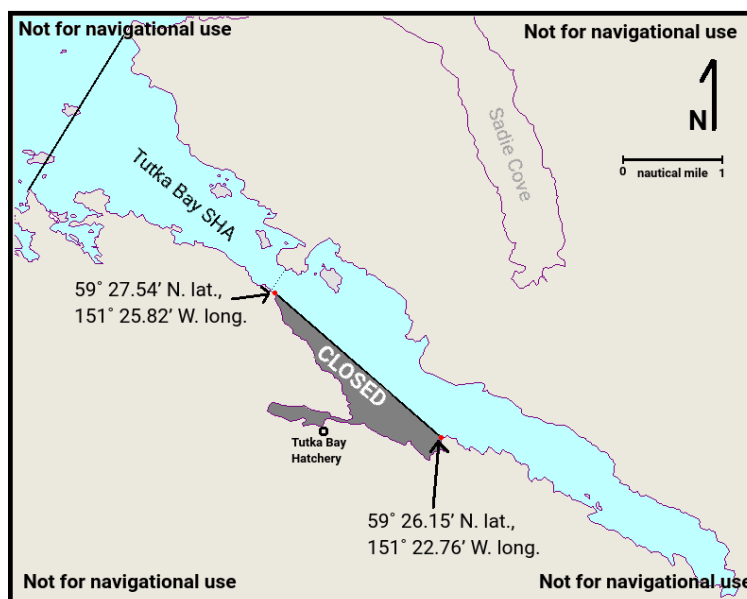 Not for navigational use
Not for navigational use
N
0 nautical mile 1
Sadie Cove
Tutka Bay SHA
59˚ 27.54’ N. lat.,
151˚ 25.82’ W. long.
CLOSED
Tutka Bay
Hatchery
59˚ 26.15’ N. lat.,
151˚ 22.76’ W. long.
Not for navigational use
Not for navigational use